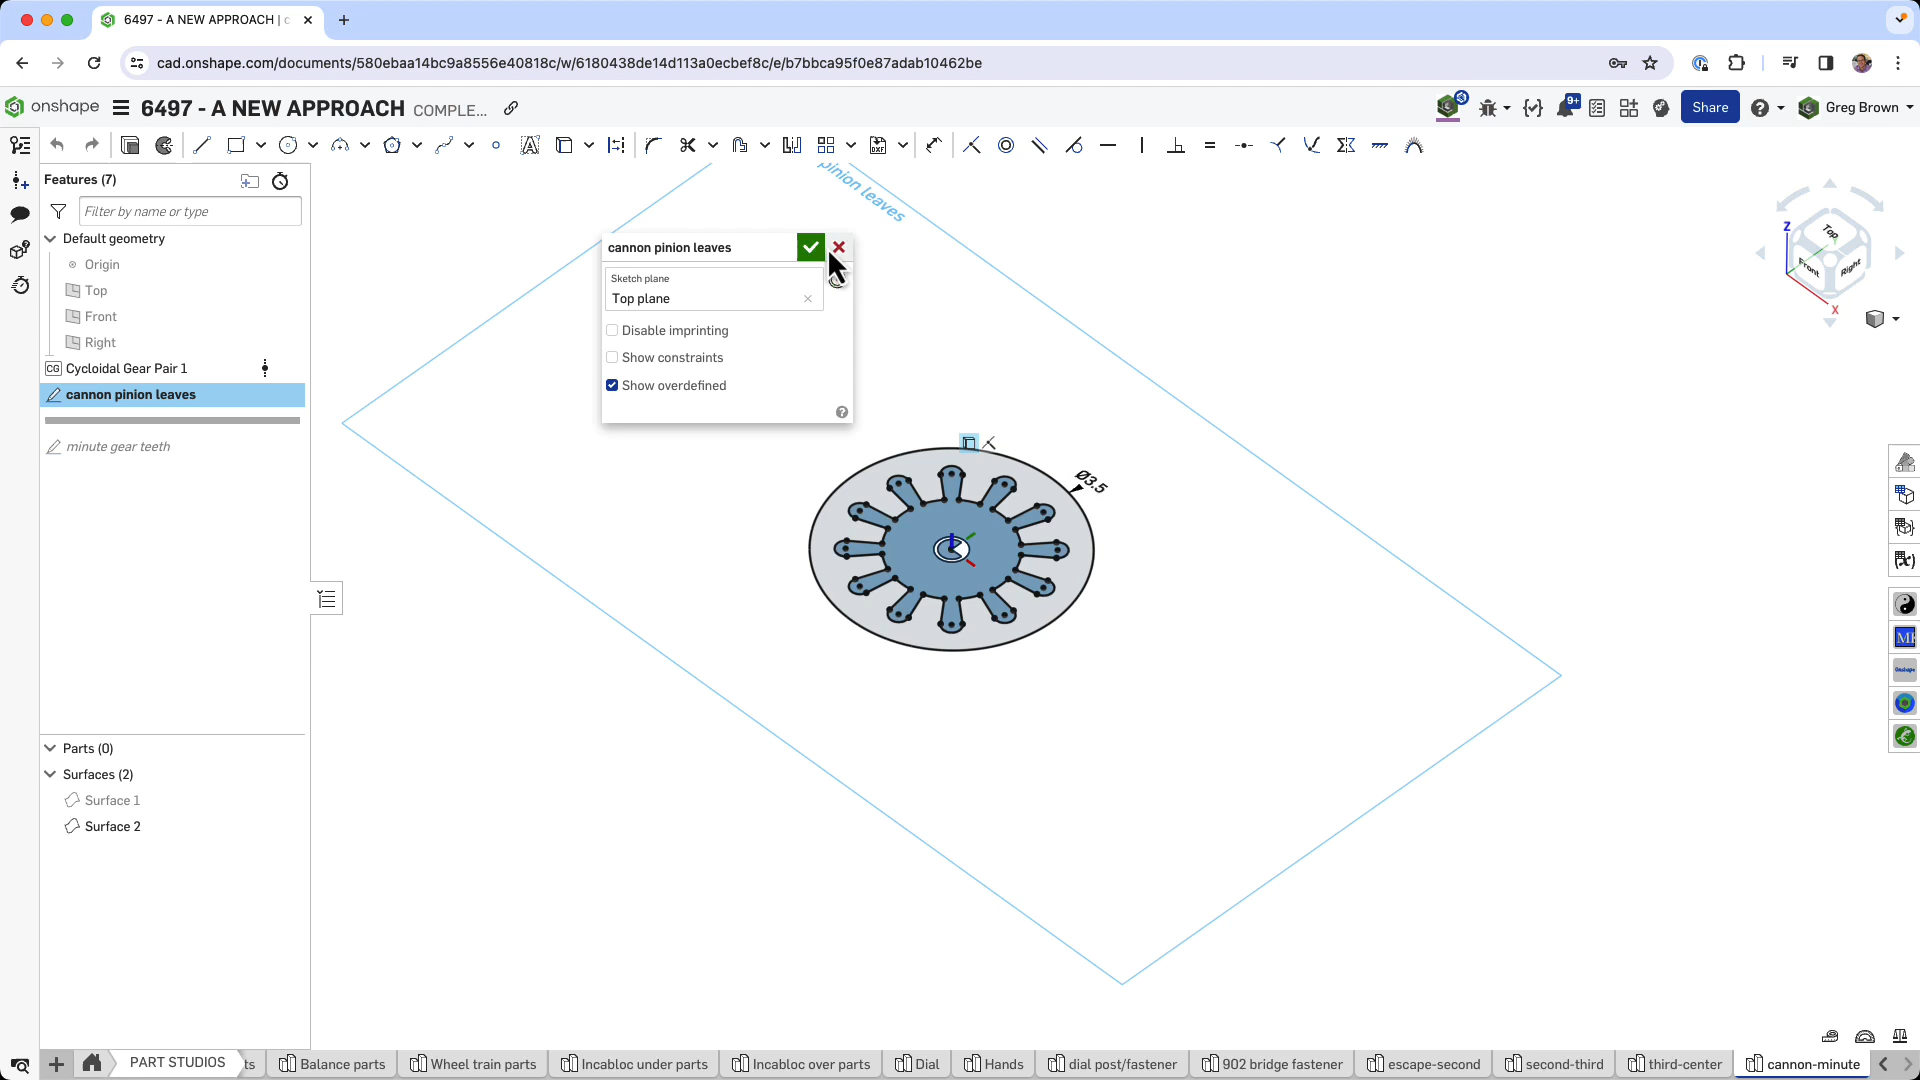 6497 - A NEW APPROACH | c
cad.onshape.com/documents/580ebaa14bc9a8556e40818c/w/6180438de14d113a0ecbef8c/e/b7bbca95f0e87adab10462be
onshape 6497 - A NEW APPROACH COMPLE... 9+ Share Greg Brown
DXF
Features (7)
Filter by name or type
Default geometry
Origin
Top
Front
Right
CG Cycloidal Gear Pair 1
cannon pinion leaves
minute gear teeth
Parts (0)
Surfaces (2)
Surface 1
Surface 2
pinion leaves
cannon pinion leaves
Sketch plane
Top plane
Disable imprinting
Show constraints
Show overdefined
Ø3.5
Z
Top
Front
Right
X
Onshape
PART STUDIOS ts Balance parts Wheel train parts Incabloc under parts Incabloc over parts Dial Hands dial post/fastener 902 bridge fastener escape-second second-third third-center cannon-minute